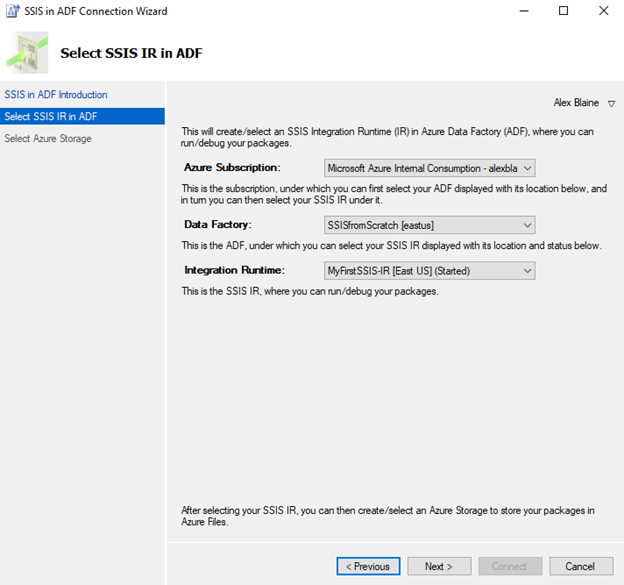 SSIS in ADF Connection Wizard
Select SSIS IR in ADF
SSIS in ADF Introduction
Select SSIS IR in ADF
Select Azure Storage
Alex Blaine
This will create/select an SSIS Integration Runtime (IR) in Azure Data Factory (ADF), where you can
run/debug your packages.
Azure Subscription: Microsoft Azure Internal Consumption - alexbla
This is the subscription, under which you can first select your ADF displayed with its location below, and
in turn you can then select your SSIS IR under it.
Data Factory: SSISfromScratch [eastus]
This is the ADF, under which you can select your SSIS IR displayed with its location and status below.
Integration Runtime: MyFirstSSIS-IR [East US] (Started)
This is the SSIS IR, where you can run/debug your packages.
After selecting your SSIS IR, you can then create/select an Azure Storage to store your packages in
Azure Files.
< Previous Next > Connect Cancel